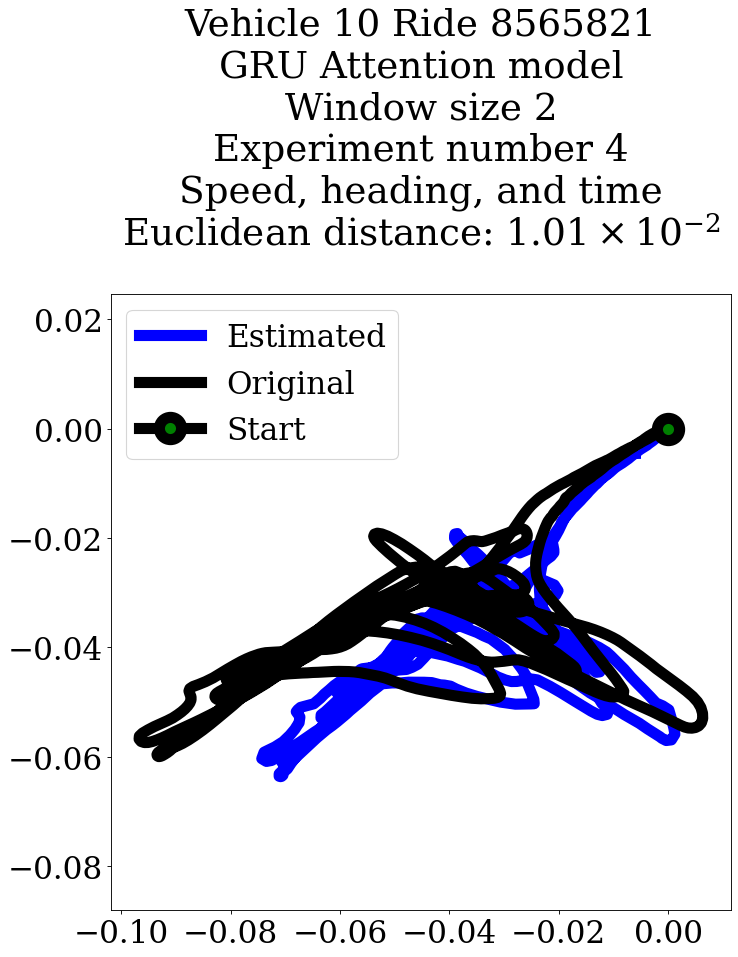 Vehicle 10 Ride 8565821
GRU Attention model
Window size 2
Experiment number 4
Speed, heading, and time
Euclidean distance: 1.01 × 10⁻²
0.02
Estimated
Original
Start
0.00
−0.02
−0.04
−0.06
−0.08
−0.10 −0.08 −0.06 −0.04 −0.02 0.00